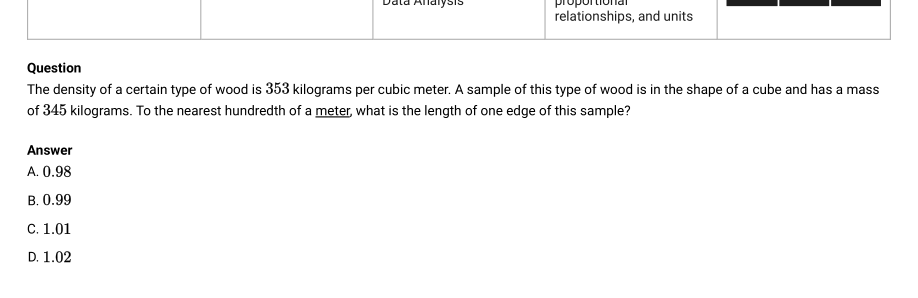 Data Analysis
proportional
relationships, and units
Question
The density of a certain type of wood is 353 kilograms per cubic meter. A sample of this type of wood is in the shape of a cube and has a mass
of 345 kilograms. To the nearest hundredth of a meter, what is the length of one edge of this sample?
Answer
A. 0.98
B. 0.99
C. 1.01
D. 1.02